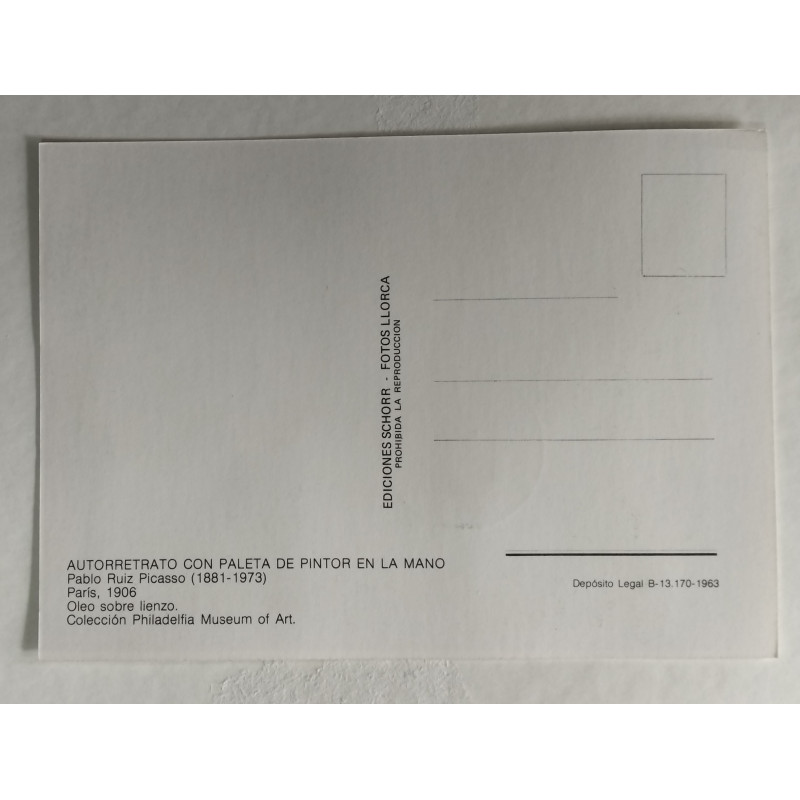 EDICIONES SCHORR - FOTOS LLORCA
PROHIBIDA LA REPRODUCCION
AUTORRETRATO CON PALETA DE PINTOR EN LA MANO
Pablo Ruiz Picasso (1881-1973)
París, 1906
Oleo sobre lienzo.
Colección Philadelfia Museum of Art.
Depósito Legal B-13.170-1963